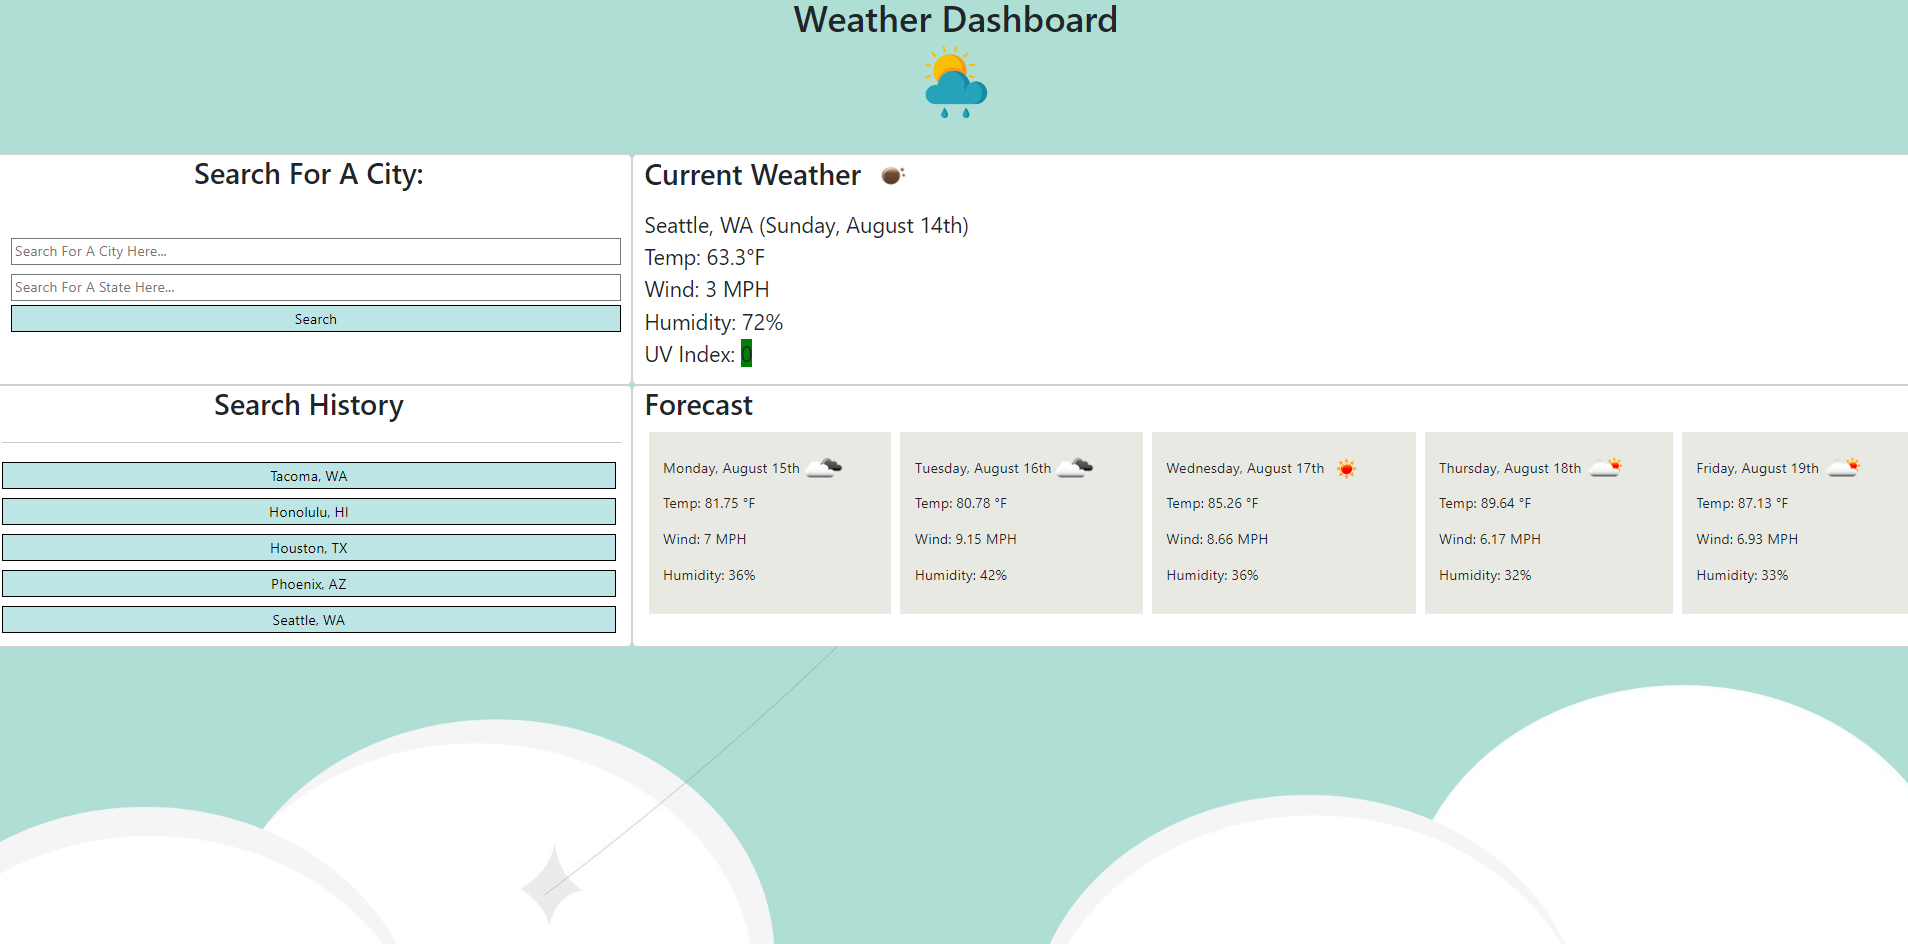 Weather Dashboard
Search For A City:
Search For A City Here...
Search For A State Here...
Search
Current Weather
Seattle, WA (Sunday, August 14th)
Temp: 63.3°F
Wind: 3 MPH
Humidity: 72%
UV Index: 0
Search History
Tacoma, WA
Honolulu, HI
Houston, TX
Phoenix, AZ
Seattle, WA
Forecast
Monday, August 15th
Temp: 81.75 °F
Wind: 7 MPH
Humidity: 36%
Tuesday, August 16th
Temp: 80.78 °F
Wind: 9.15 MPH
Humidity: 42%
Wednesday, August 17th
Temp: 85.26 °F
Wind: 8.66 MPH
Humidity: 36%
Thursday, August 18th
Temp: 89.64 °F
Wind: 6.17 MPH
Humidity: 32%
Friday, August 19th
Temp: 87.13 °F
Wind: 6.93 MPH
Humidity: 33%